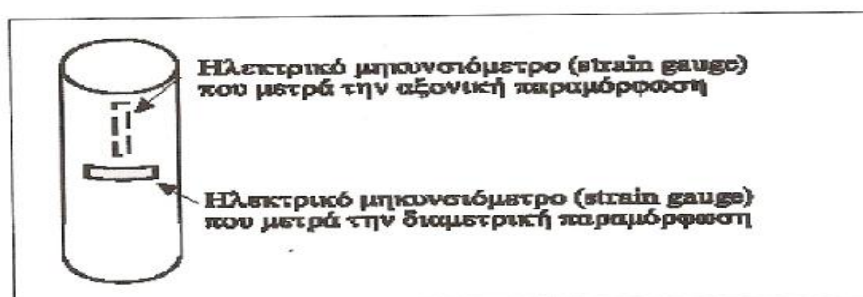 Ηλεκτρικό μηκυνσιόμετρο (strain gauge)
που μετρά την αξονική παραμόρφωση
Ηλεκτρικό μηκυνσιόμετρο (strain gauge)
που μετρά την διαμετρική παραμόρφωση